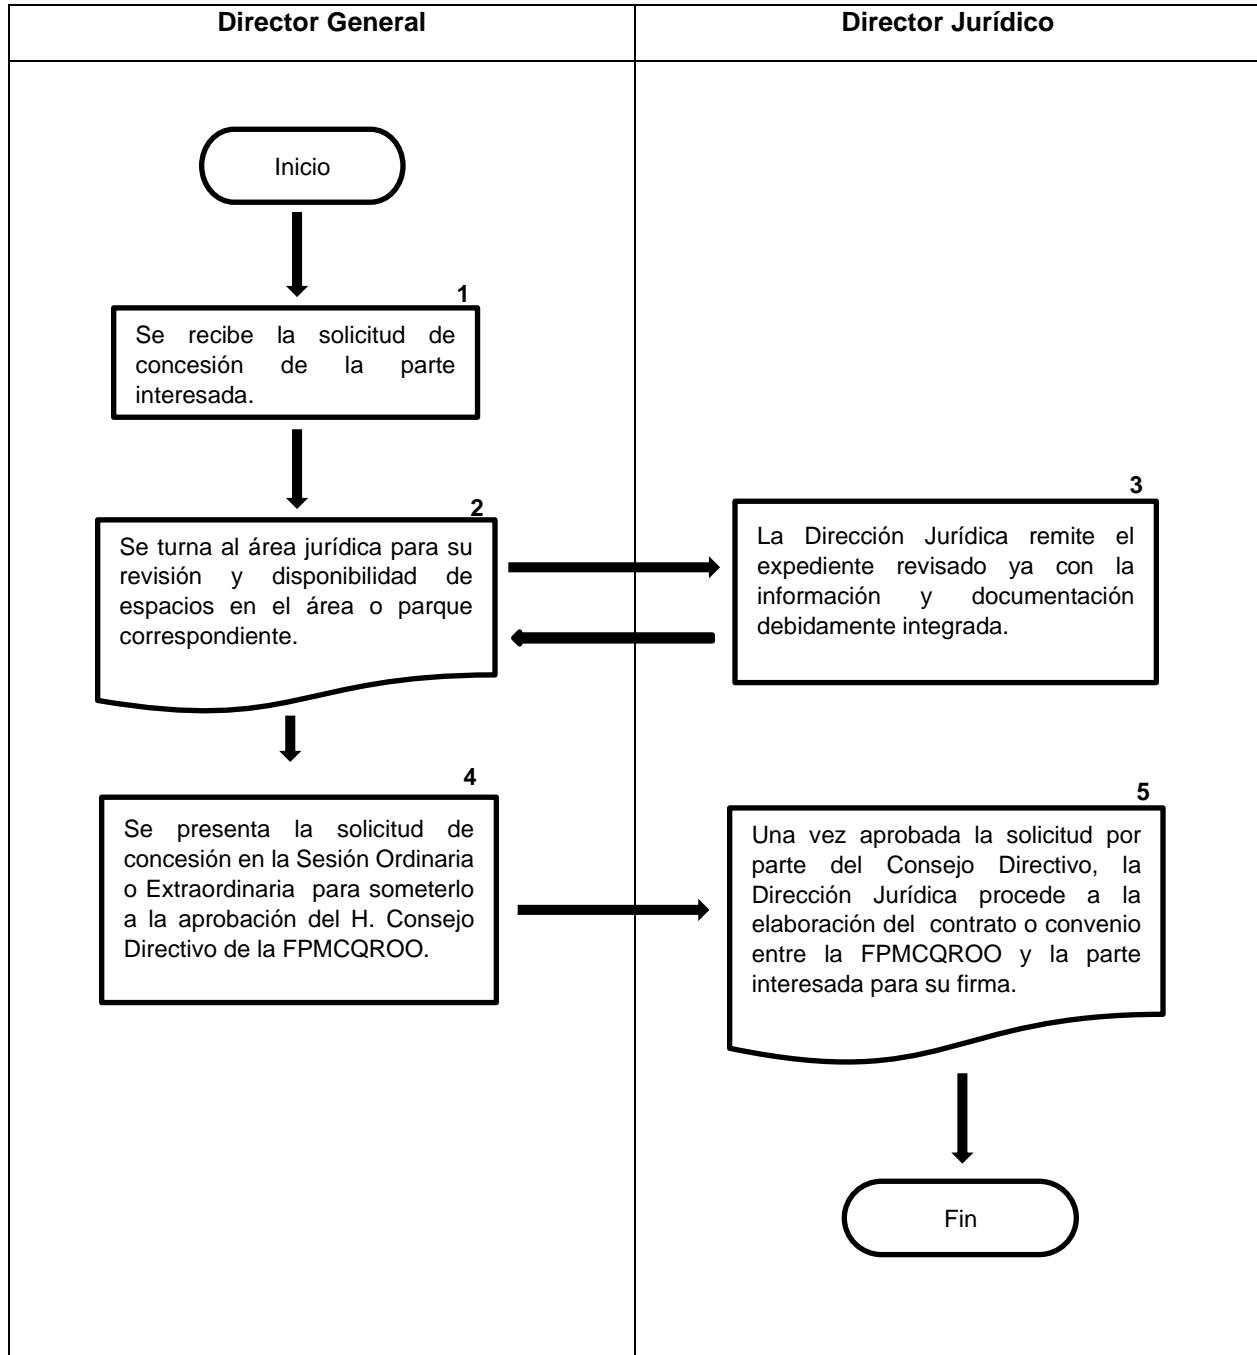 Director General
Director Jurídico
Inicio
1
Se recibe la solicitud de
concesión de la parte
interesada.
2
Se turna al área jurídica para su
revisión y disponibilidad de
espacios en el área o parque
correspondiente.
3
La Dirección Jurídica remite el
expediente revisado ya con la
información y documentación
debidamente integrada.
4
Se presenta la solicitud de
concesión en la Sesión Ordinaria
o Extraordinaria para someterlo
a la aprobación del H. Consejo
Directivo de la FPMCQROO.
5
Una vez aprobada la solicitud por
parte del Consejo Directivo, la
Dirección Jurídica procede a la
elaboración del contrato o convenio
entre la FPMCQROO y la parte
interesada para su firma.
Fin